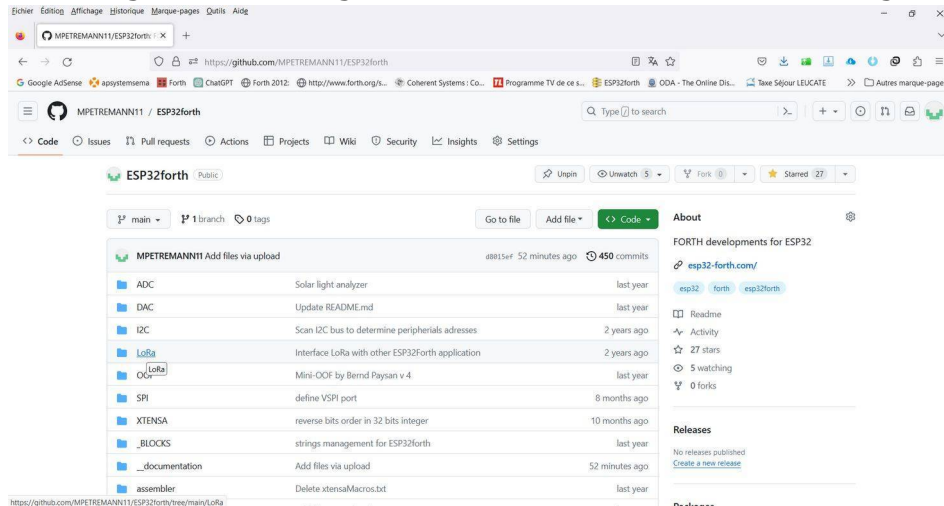 Eichier Édition Affichage Historique Marque-pages Outils Aide
MPETREMANN11/ESP32forth:
https://github.com/MPETREMANN11/ESP32forth
Google AdSense apsystemsema Forth ChatGPT Forth 2012: http://www.forth.org/s... Coherent Systems : Co... Programme TV de ce s... ESP32forth ODA - The Online Dis... Taxe Séjour LEUCATE Autres marque-page
MPETREMANN11 / ESP32forth Type / to search
Code Issues Pull requests Actions Projects Wiki Security Insights Settings
ESP32forth Public Unpin Unwatch 5 Fork 0 Starred 27
main 1 branch 0 tags Go to file Add file Code
About
MPETREMANN11 Add files via upload d8015ef 52 minutes ago 450 commits
FORTH developments for ESP32
esp32-forth.com/
esp32 forth esp32forth
ADC Solar light analyzer last year
DAC Update README.md last year
I2C Scan I2C bus to determine peripherials adresses 2 years ago
LoRa Interface LoRa with other ESP32Forth application 2 years ago
LoRa
Mini-OOF by Bernd Paysan v 4 last year
SPI define VSPI port 8 months ago
XTENSA reverse bits order in 32 bits integer 10 months ago
_BLOCKS strings management for ESP32forth last year
__documentation Add files via upload 52 minutes ago
assembler Delete xtensaMacros.txt last year
Readme
Activity
27 stars
5 watching
0 forks
Releases
No releases published
Create a new release
Packages
https://github.com/MPETREMANN11/ESP32forth/tree/main/LoRa